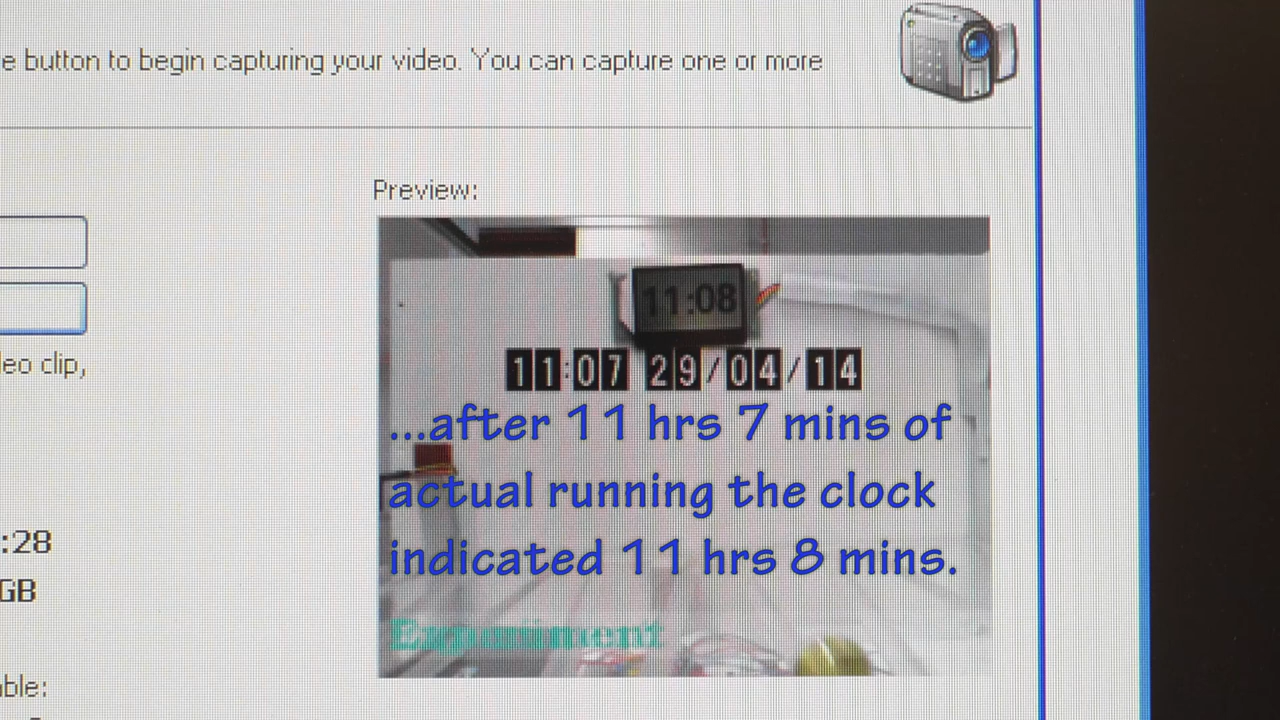 e button to begin capturing your video. You can capture one or more
Preview:
11:08
11:07 29/04/14
...after 11 hrs 7 mins of
actual running the clock
indicated 11 hrs 8 mins.
Experiment
eo clip,
:28
GB
ble: